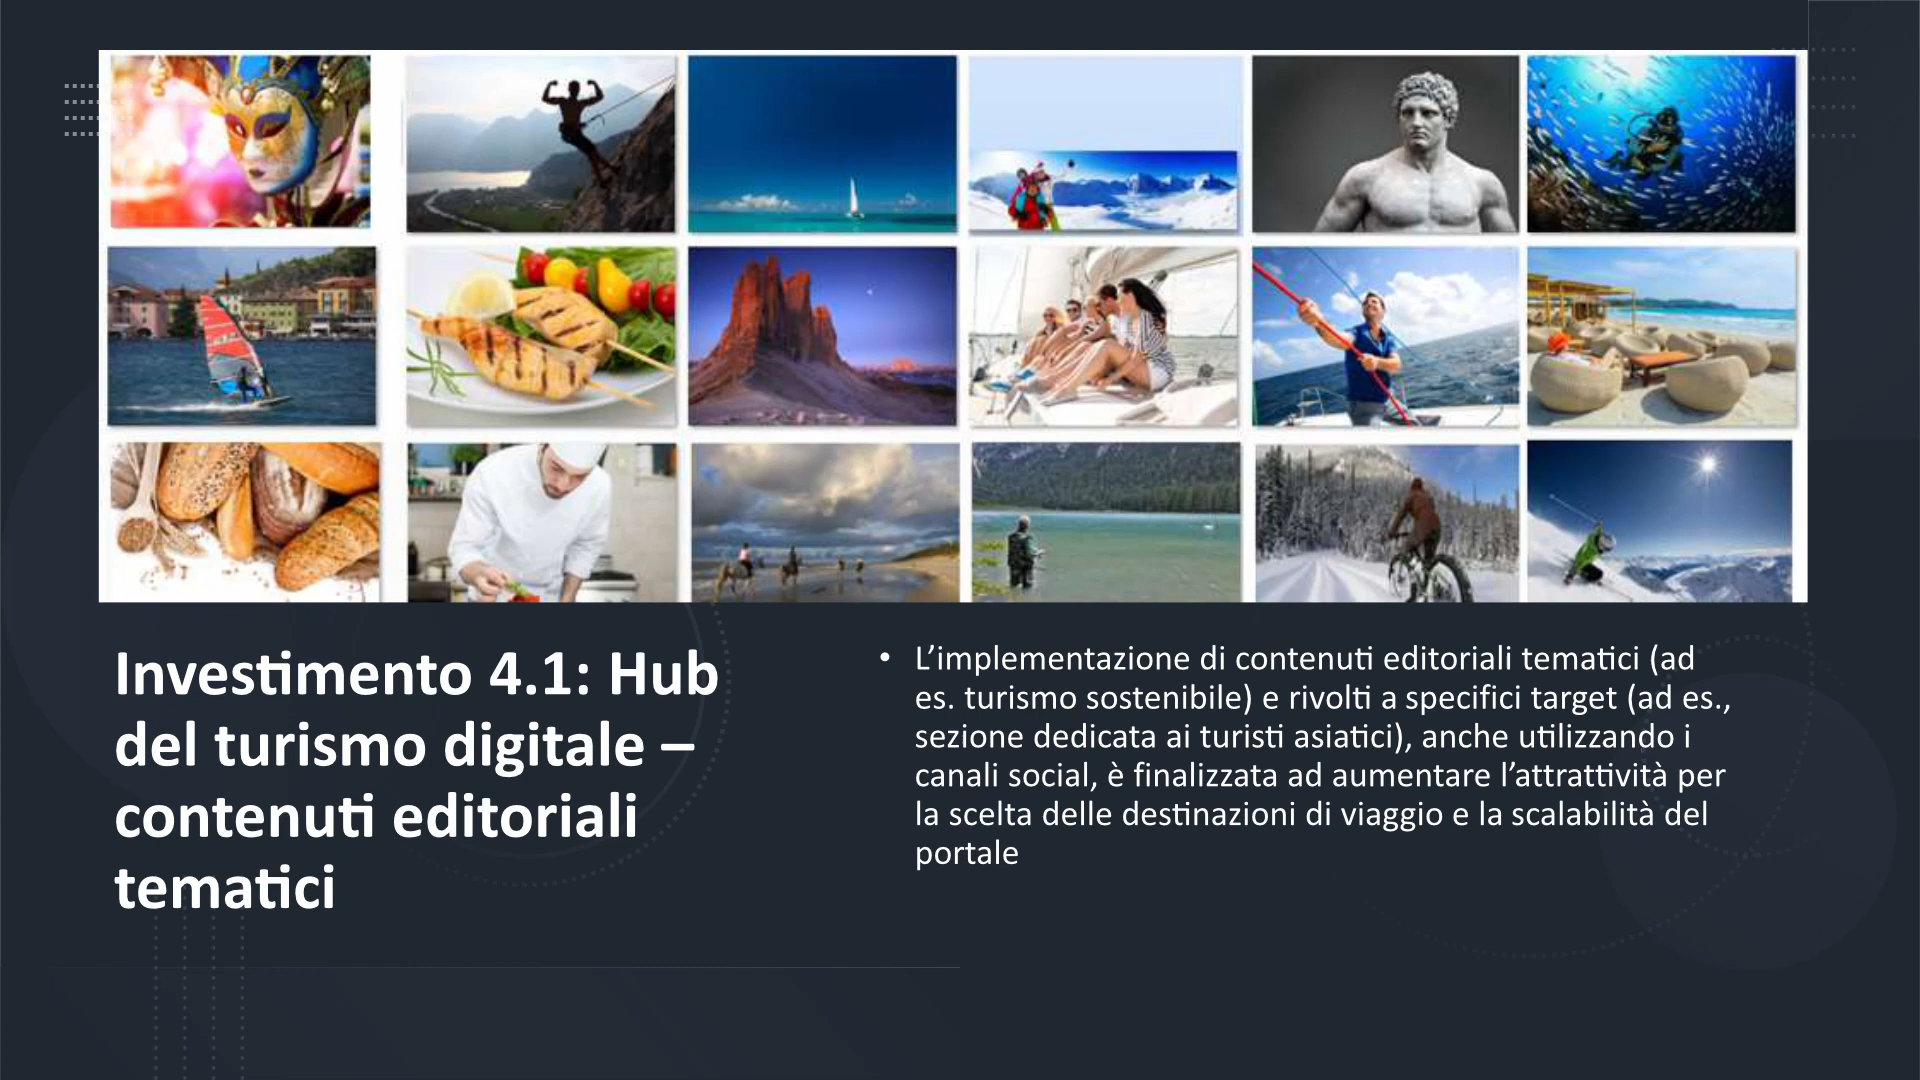 Investimento 4.1: Hub
del turismo digitale –
contenuti editoriali
tematici
• L’implementazione di contenuti editoriali tematici (ad
es. turismo sostenibile) e rivolti a specifici target (ad es.,
sezione dedicata ai turisti asiatici), anche utilizzando i
canali social, è finalizzata ad aumentare l’attrattività per
la scelta delle destinazioni di viaggio e la scalabilità del
portale